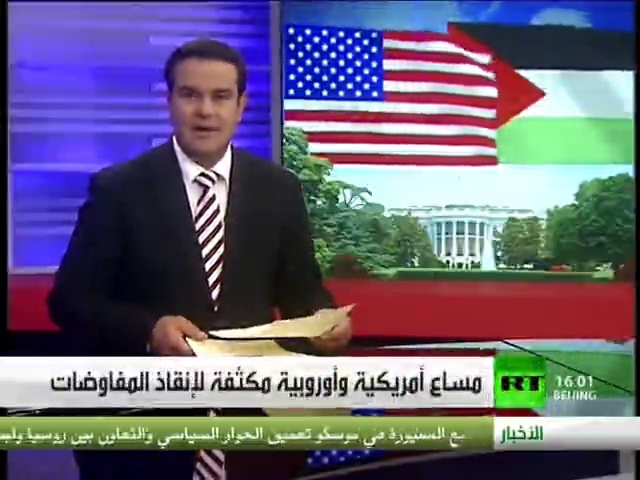 مساع أمريكية وأوروبية مكثفة لإنقاذ المفاوضات
RT
16:01
BEIJING
الأخبار
مع السنيورة في موسكو تعميق الحوار السياسي والتعاون بين روسيا